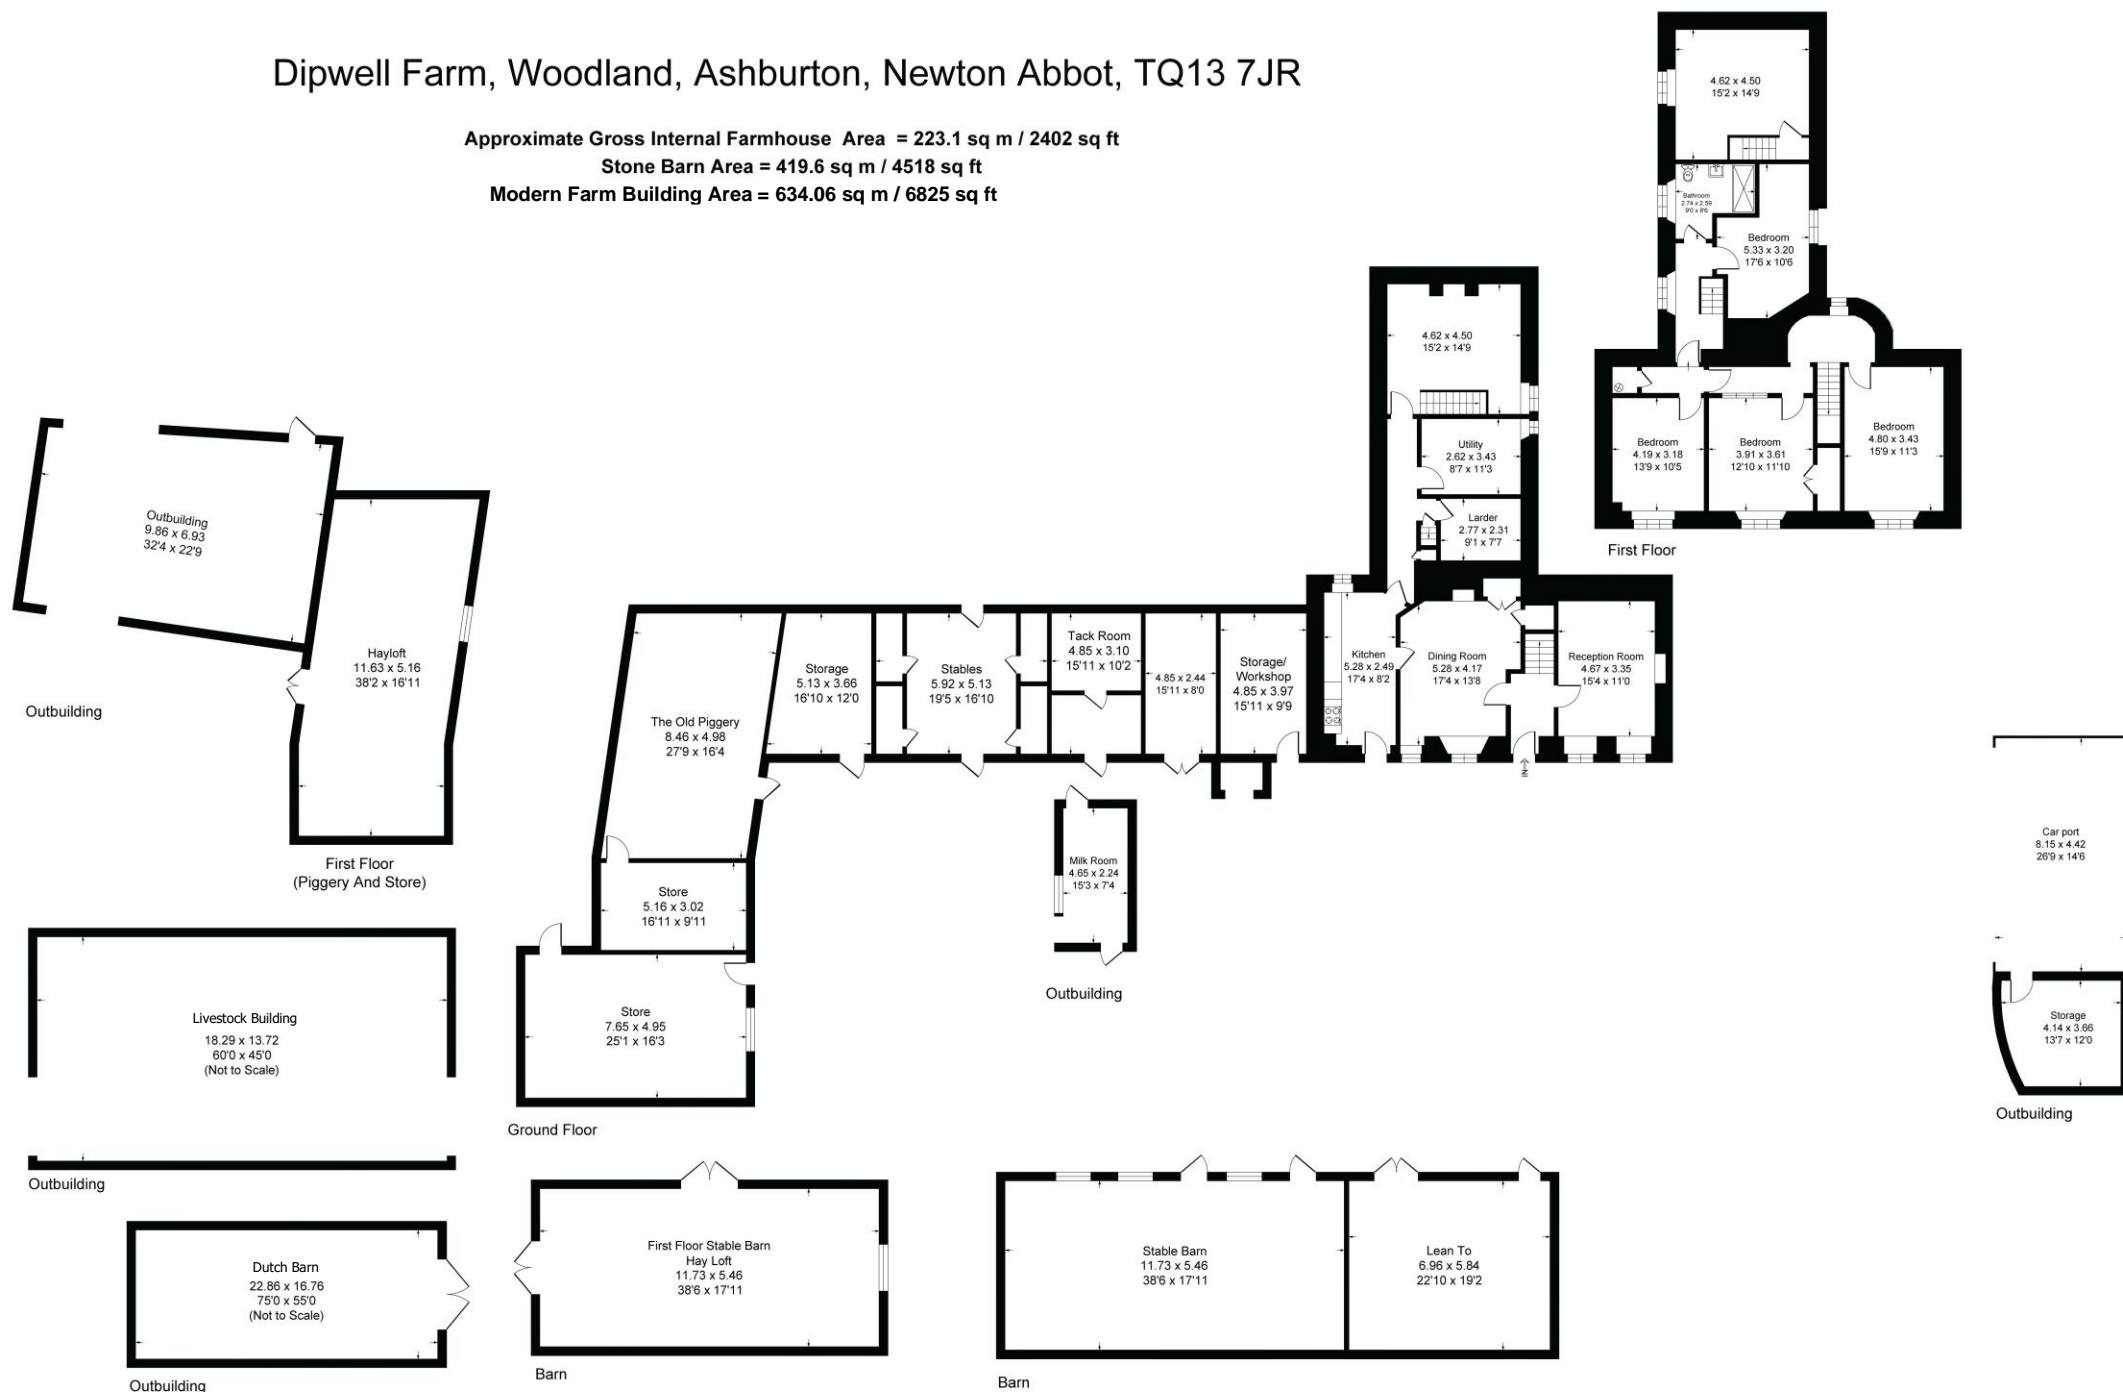 Dipwell Farm, Woodland, Ashburton, Newton Abbot, TQ13 7JR
Approximate Gross Internal Farmhouse Area = 223.1 sq m / 2402 sq ft
Stone Barn Area = 419.6 sq m / 4518 sq ft
Modern Farm Building Area = 634.06 sq m / 6825 sq ft
4.62 x 4.50
15'2 x 14'9
Bathroom
2.74 x 2.59
9'0 x 8'6
Bedroom
5.33 x 3.20
17'6 x 10'6
Bedroom
4.19 x 3.18
13'9 x 10'5
Bedroom
3.91 x 3.61
12'10 x 11'10
Bedroom
4.80 x 3.43
15'9 x 11'3
First Floor
4.62 x 4.50
15'2 x 14'9
Utility
2.62 x 3.43
8'7 x 11'3
Larder
2.77 x 2.31
9'1 x 7'7
Kitchen
5.28 x 2.49
17'4 x 8'2
Dining Room
5.28 x 4.17
17'4 x 13'8
Reception Room
4.67 x 3.35
15'4 x 11'0
N
Outbuilding
9.86 x 6.93
32'4 x 22'9
Outbuilding
Hayloft
11.63 x 5.16
38'2 x 16'11
First Floor
(Piggery And Store)
The Old Piggery
8.46 x 4.98
27'9 x 16'4
Storage
5.13 x 3.66
16'10 x 12'0
Stables
5.92 x 5.13
19'5 x 16'10
Tack Room
4.85 x 3.10
15'11 x 10'2
4.85 x 2.44
15'11 x 8'0
Storage/
Workshop
4.85 x 3.97
15'11 x 9'9
Store
5.16 x 3.02
16'11 x 9'11
Store
7.65 x 4.95
25'1 x 16'3
Ground Floor
Milk Room
4.65 x 2.24
15'3 x 7'4
Outbuilding
Car port
8.15 x 4.42
26'9 x 14'6
Storage
4.14 x 3.66
13'7 x 12'0
Outbuilding
Livestock Building
18.29 x 13.72
60'0 x 45'0
(Not to Scale)
Outbuilding
Dutch Barn
22.86 x 16.76
75'0 x 55'0
(Not to Scale)
Outbuilding
First Floor Stable Barn
Hay Loft
11.73 x 5.46
38'6 x 17'11
Barn
Stable Barn
11.73 x 5.46
38'6 x 17'11
Lean To
6.96 x 5.84
22'10 x 19'2
Barn